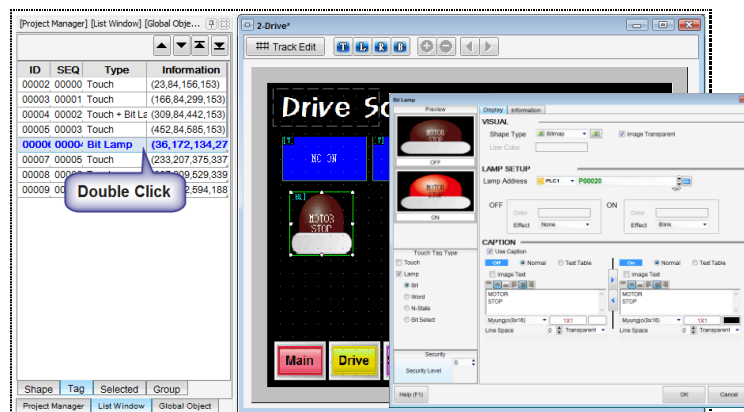 [Project Manager] [List Window] [Global Obje...
ID SEQ Type Information
00002 00000 Touch (23,84,156,153)
00003 00001 Touch (166,84,299,153)
00004 00002 Touch + Bit La (309,84,442,153)
00005 00003 Touch (452,84,585,153)
00006 00004 Bit Lamp (36,172,134,27
00007 00005 Touch (233,207,375,337
00008
00009
Double Click
Shape Tag Selected Group
Project Manager List Window Global Object
2-Drive*
Track Edit T L R B
Drive Sc
NC ON
MOTOR
STOP
Main Drive
Bit Lamp
Preview
MOTOR
STOP
OFF
MOTOR
STOP
ON
Touch Tag Type
Touch
Lamp
Bit
Word
N-State
Bit Select
Security
0
Security Level
Help (F1)
Display Information
VISUAL
Shape Type Bitmap Image Transparent
Line Color
LAMP SETUP
Lamp Address PLC1 P00020
OFF ON
Color Color
Effect None Effect Blink
CAPTION
Use Caption
Off Normal Text Table On Normal Text Table
Image Text Image Text
MOTOR MOTOR
STOP STOP
Myungjo(8x16) 1X1 Myungjo(8x16) 1X1
Line Space 0 Transparent Line Space 0 Transparent
OK Cancel